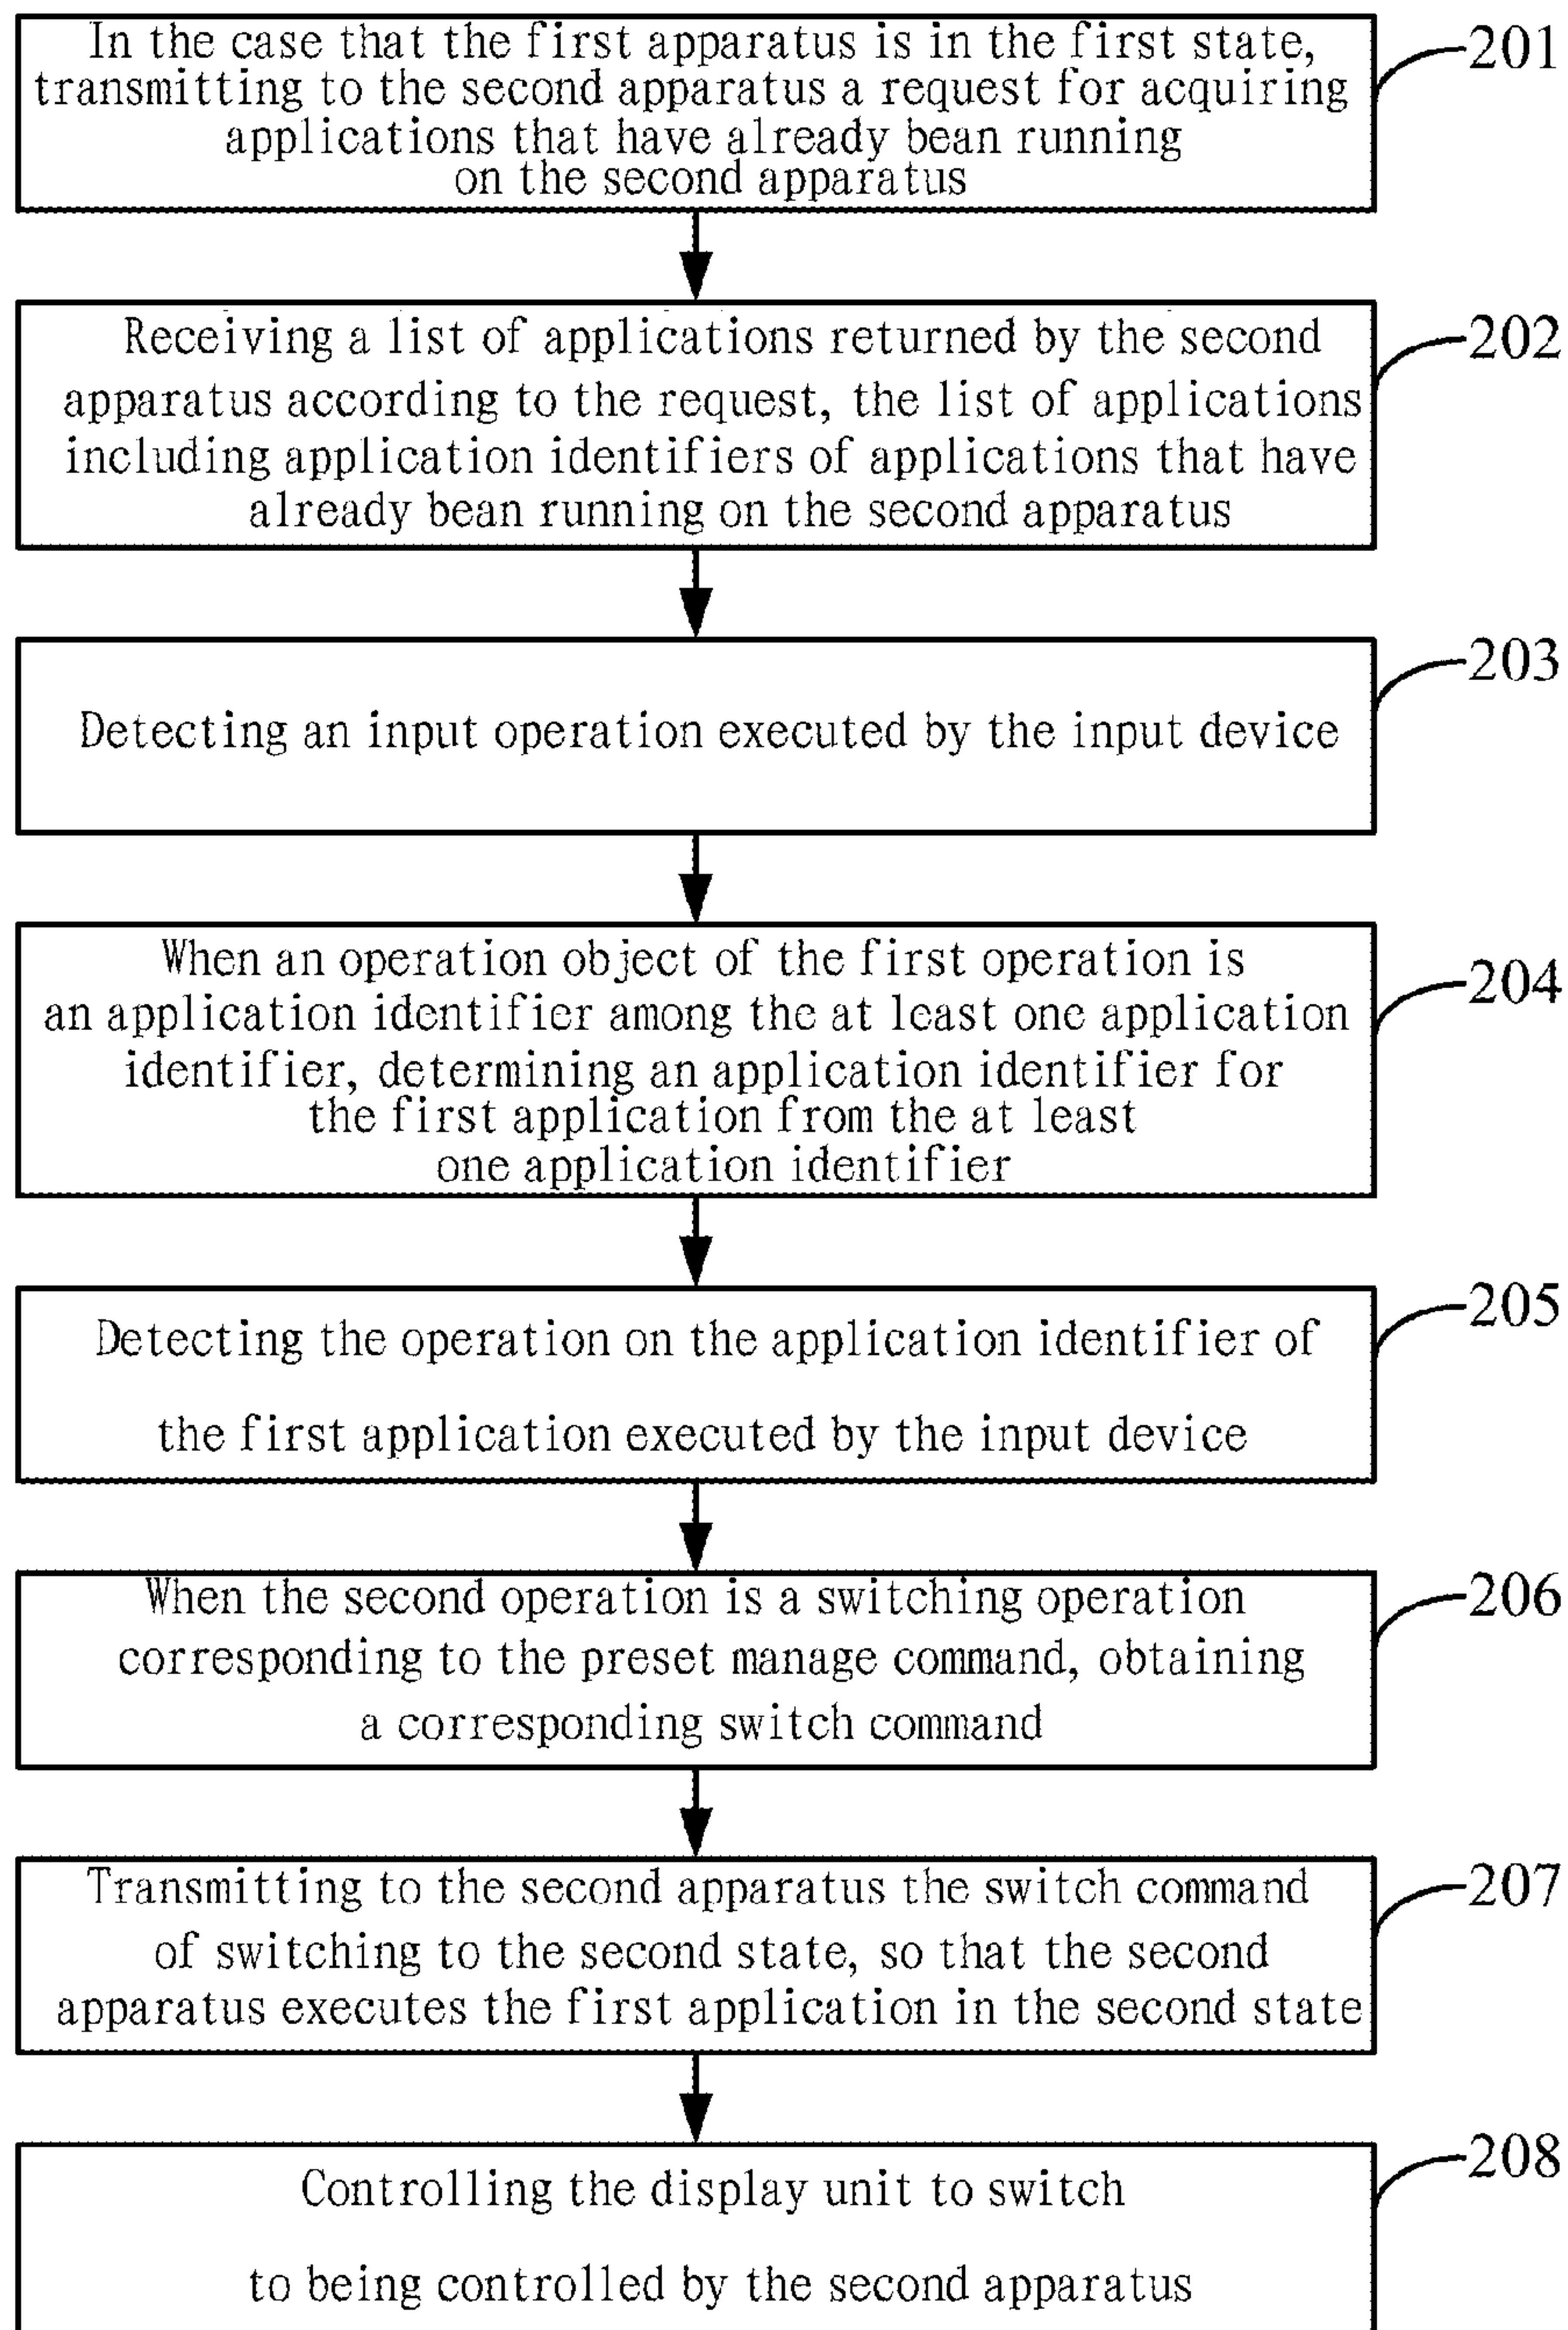 In the case that the first apparatus is in the first state,
transmitting to the second apparatus a request for acquiring
applications that have already bean running
on the second apparatus
201
Receiving a list of applications returned by the second
apparatus according to the request, the list of applications
including application identifiers of applications that have
already bean running on the second apparatus
202
Detecting an input operation executed by the input device
203
When an operation object of the first operation is
an application identifier among the at least one application
identifier, determining an application identifier for
the first application from the at least
one application identifier
204
Detecting the operation on the application identifier of
the first application executed by the input device
205
When the second operation is a switching operation
corresponding to the preset manage command, obtaining
a corresponding switch command
206
Transmitting to the second apparatus the switch command
of switching to the second state, so that the second
apparatus executes the first application in the second state
207
Controlling the display unit to switch
to being controlled by the second apparatus
208